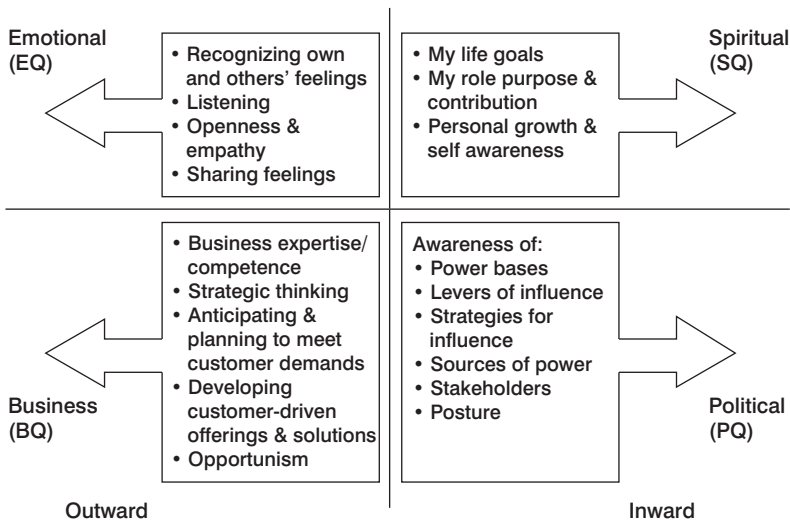 Emotional
(EQ)
• Recognizing own
and others’ feelings
• Listening
• Openness &
empathy
• Sharing feelings
• My life goals
• My role purpose &
contribution
• Personal growth &
self awareness
Spiritual
(SQ)
Business
(BQ)
• Business expertise/
competence
• Strategic thinking
• Anticipating &
planning to meet
customer demands
• Developing
customer-driven
offerings & solutions
• Opportunism
Awareness of:
• Power bases
• Levers of influence
• Strategies for
influence
• Sources of power
• Stakeholders
• Posture
Political
(PQ)
Outward
Inward